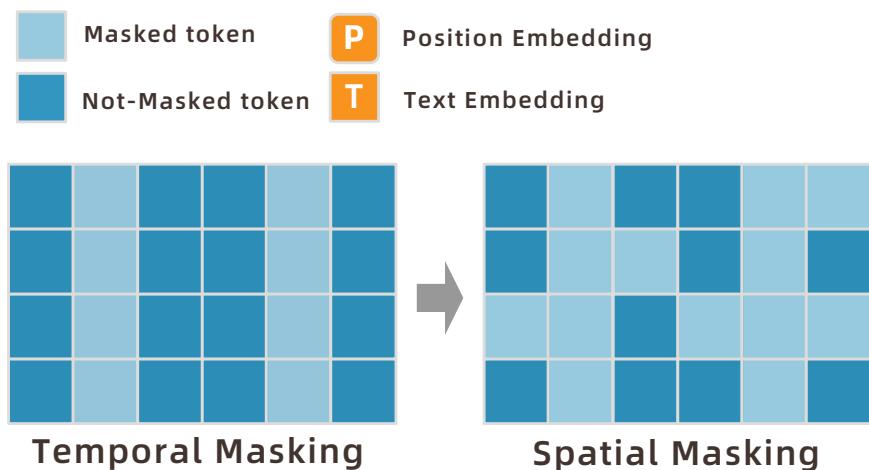 Masked token
P Position Embedding
Not-Masked token
T Text Embedding
Temporal Masking
Spatial Masking